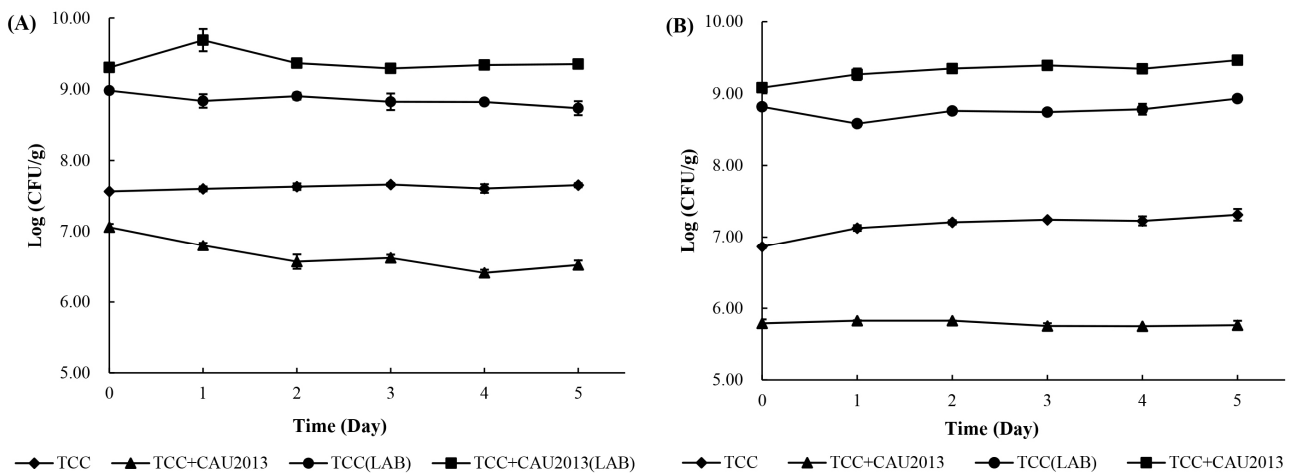 (A)
10.00
9.00
8.00
7.00
6.00
5.00
Log (CFU/g)
0 1 2 3 4 5
Time (Day)
TCC TCC+CAU2013 TCC(LAB) TCC+CAU2013(LAB)
(B)
10.00
9.00
8.00
7.00
6.00
5.00
Log (CFU/g)
0 1 2 3 4 5
Time (Day)
TCC TCC+CAU2013 TCC(LAB) TCC+CAU2013